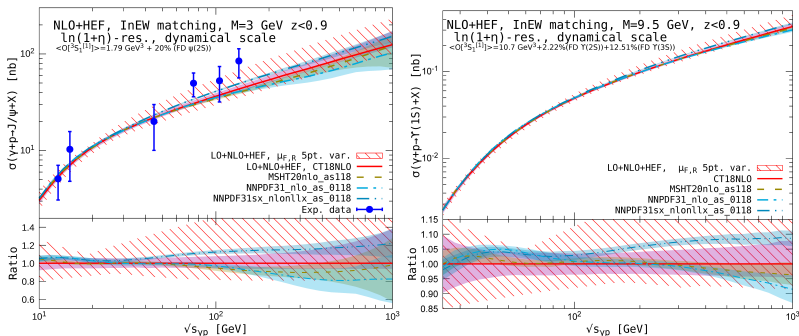 NLO+HEF, InEW matching, M=3 GeV z<0.9
ln(1+η)-res., dynamical scale
<O[³S₁[1]]>=1.79 GeV³ + 20% (FD ψ(2S))
σ(γ+p→J/ψ+X) [nb]
10²
10¹
LO+NLO+HEF, μF,R 5pt. var.
LO+NLO+HEF, CT18NLO
MSHT20nlo_as118
NNPDF31_nlo_as_0118
NNPDF31sx_nlonllx_as_0118
Exp. data
Ratio
1.4
1.2
1.0
0.8
0.6
10¹
10²
10³
√sγp [GeV]
NLO+HEF, InEW matching, M=9.5 GeV, z<0.9
ln(1+η)-res., dynamical scale
<O[³S₁[1]]>=10.7 GeV³+2.22%(FD ϒ(2S))+12.51%(FD ϒ(3S))
σ(γ+p→ϒ(1S)+X) [nb]
10⁻¹
10⁻²
LO+NLO+HEF, μF,R 5pt. var.
CT18NLO
MSHT20nlo_as118
NNPDF31_nlo_as_0118
NNPDF31sx_nlonllx_as_0118
Ratio
1.15
1.10
1.05
1.00
0.95
0.90
0.85
10²
10³
√sγp [GeV]